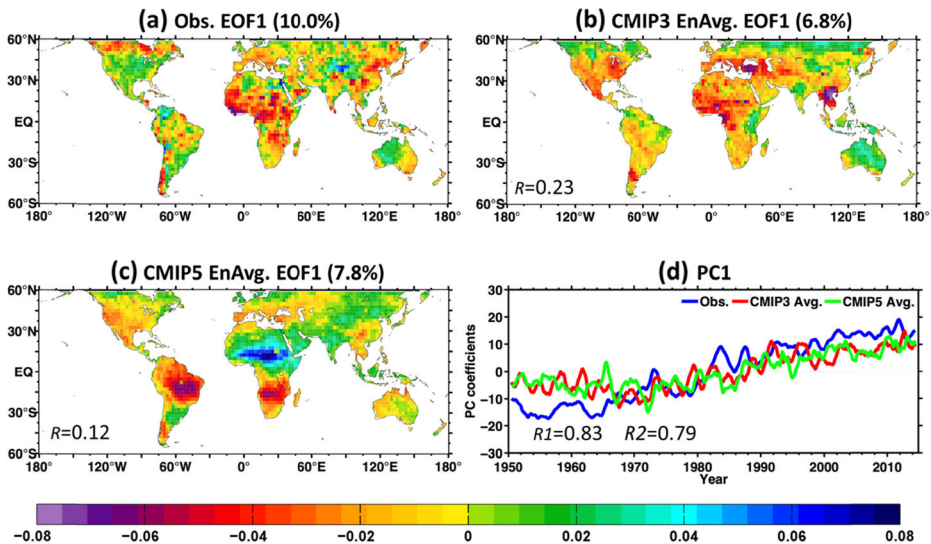 (a) Obs. EOF1 (10.0%)
(b) CMIP3 EnAvg. EOF1 (6.8%)
60°N
30°N
EQ
30°S
60°S
180° 120°W 60°W 0° 60°E 120°E 180°
60°N
30°N
EQ
30°S
60°S
R=0.23
180° 120°W 60°W 0° 60°E 120°E 180°
(c) CMIP5 EnAvg. EOF1 (7.8%)
(d) PC1
60°N
30°N
EQ
30°S
60°S
R=0.12
180° 120°W 60°W 0° 60°E 120°E 180°
PC coefficients
30
20
10
0
−10
−20
−30
Obs. CMIP3 Avg. CMIP5 Avg.
R1=0.83 R2=0.79
1950 1960 1970 1980 1990 2000 2010
Year
−0.08 −0.06 −0.04 −0.02 0 0.02 0.04 0.06 0.08